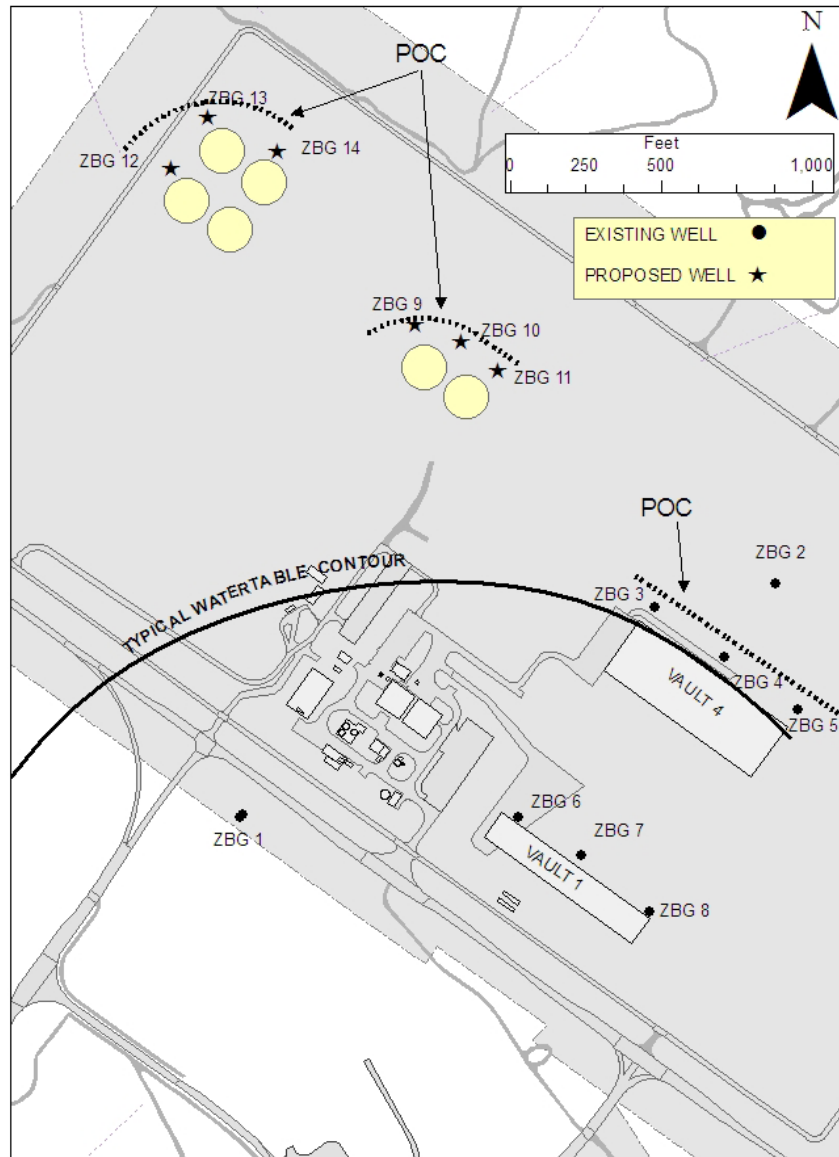 N
POC
ZBG 13
ZBG 12
ZBG 14
Feet
0 250 500 1,000
EXISTING WELL
PROPOSED WELL
ZBG 9
ZBG 10
ZBG 11
POC
ZBG 2
TYPICAL WATERTABLE CONTOUR
ZBG 3
ZBG 4
VAULT 4
ZBG 5
ZBG 6
ZBG 1
ZBG 7
VAULT 1
ZBG 8